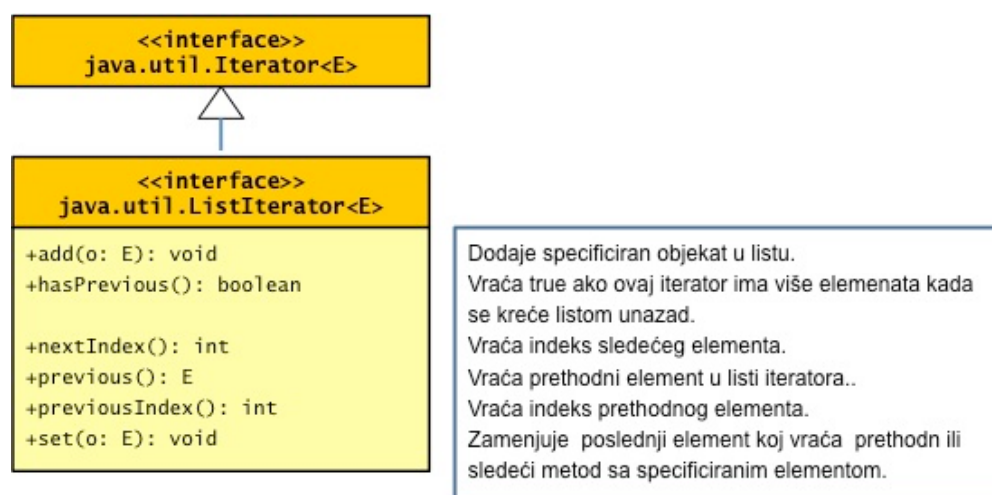 <<interface>>
java.util.Iterator<E>
<<interface>>
java.util.ListIterator<E>
+add(o: E): void
+hasPrevious(): boolean
+nextIndex(): int
+previous(): E
+previousIndex(): int
+set(o: E): void
Dodaje specificiran objekat u listu.
Vraća true ako ovaj iterator ima više elemenata kada
se kreće listom unazad.
Vraća indeks sledećeg elementa.
Vraća prethodni element u listi iteratora..
Vraća indeks prethodnog elementa.
Zamenjuje poslednji element koj vraća prethodn ili
sledeći metod sa specificiranim elementom.